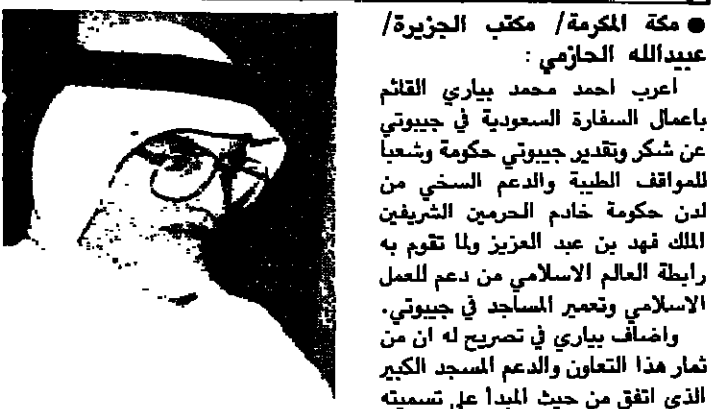 ● مكة المكرمة/ مكتب الجزيرة/
عبيدالله الحازمي :
اعرب احمد محمد بياري القائم
باعمال السفارة السعودية في جيبوتي
عن شكر وتقدير جيبوتي حكومة وشعبا
للمواقف الطيبة والدعم السخي من
لدن حكومة خادم الحرمين الشريفين
الملك فهد بن عبد العزيز ولما تقوم به
رابطة العالم الاسلامي من دعم للعمل
الاسلامي وتعمير المساجد في جيبوتي.
واضاف بياري في تصريح له ان من
ثمار هذا التعاون والدعم المسجد الكبير
الذي اتفق من حيث المبدأ على تسميته